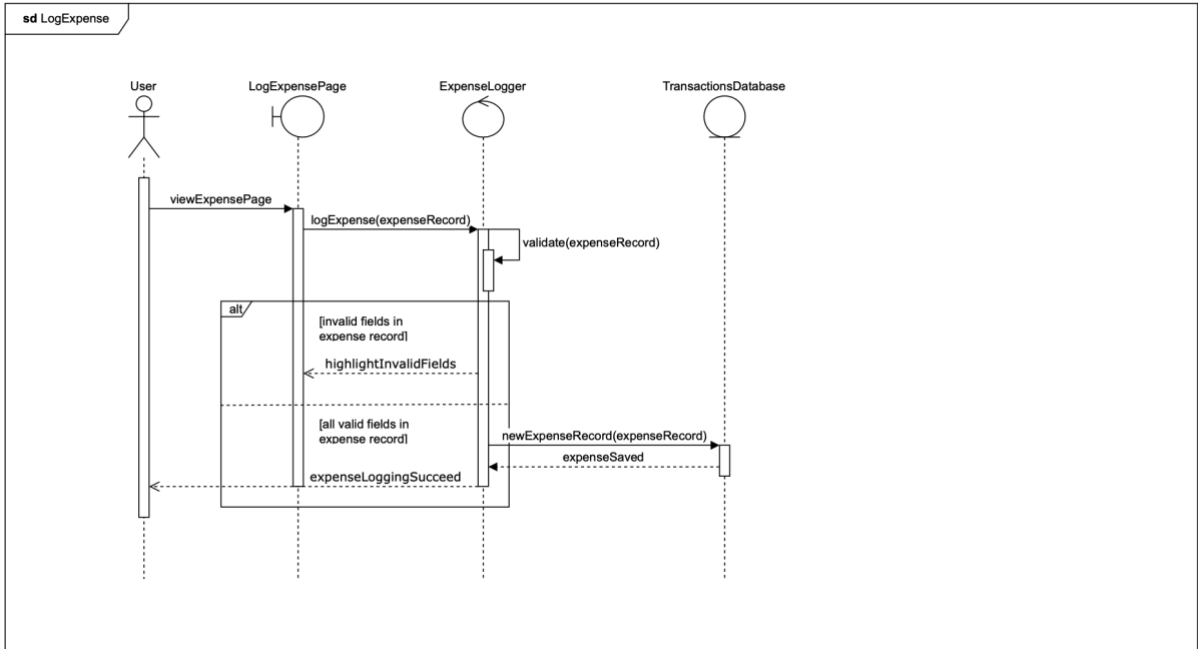 sd LogExpense
User
LogExpensePage
ExpenseLogger
TransactionsDatabase
viewExpensePage
logExpense(expenseRecord)
validate(expenseRecord)
alt
[invalid fields in
expense record]
highlightInvalidFields
[all valid fields in
expense record]
newExpenseRecord(expenseRecord)
expenseSaved
expenseLoggingSucceed